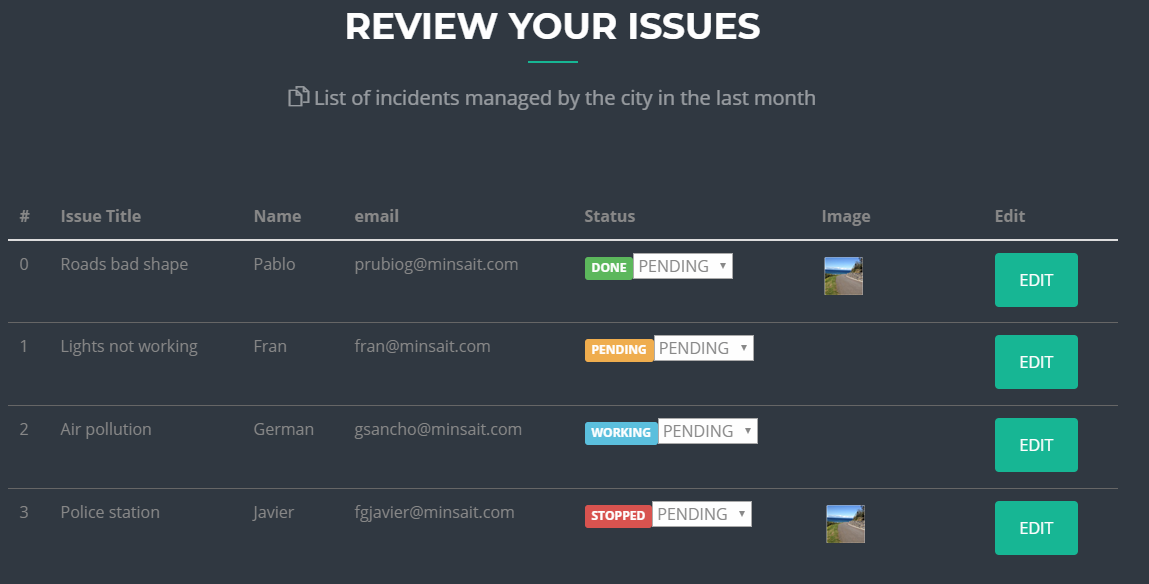 REVIEW YOUR ISSUES
List of incidents managed by the city in the last month
# Issue Title Name email Status Image Edit
0 Roads bad shape Pablo prubiog@minsait.com DONE PENDING EDIT
1 Lights not working Fran fran@minsait.com PENDING PENDING EDIT
2 Air pollution German gsancho@minsait.com WORKING PENDING EDIT
3 Police station Javier fgjavier@minsait.com STOPPED PENDING EDIT